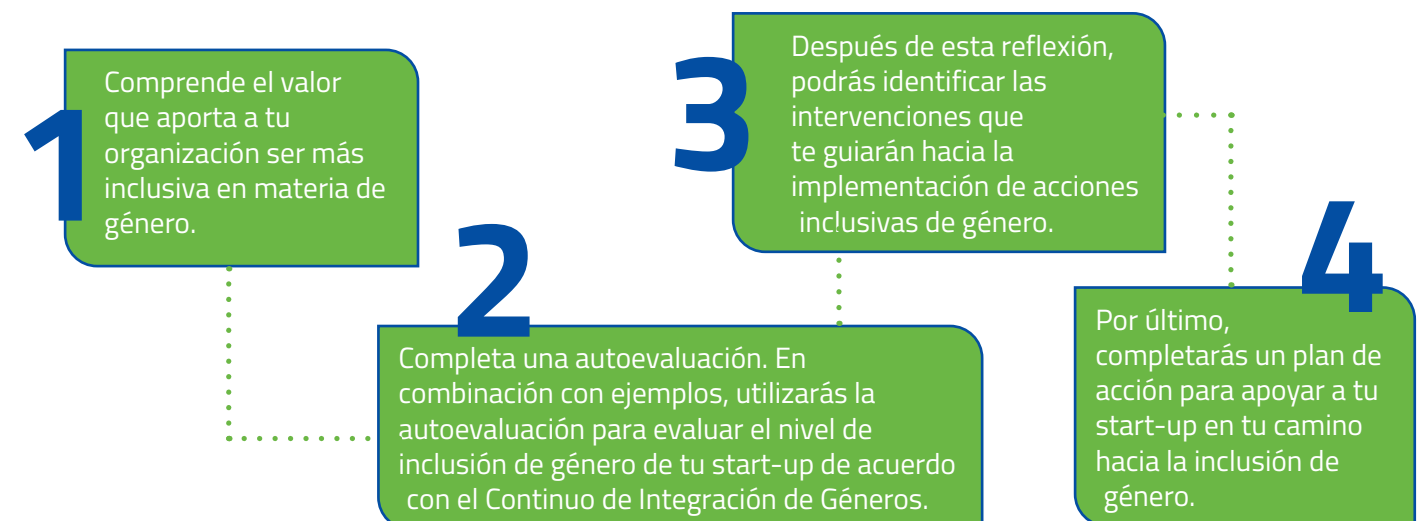 1
Comprende el valor
que aporta a tu
organización ser más
inclusiva en materia de
género.
2
Completa una autoevaluación. En
combinación con ejemplos, utilizarás la
autoevaluación para evaluar el nivel de
inclusión de género de tu start-up de acuerdo
con el Continuo de Integración de Géneros.
3
Después de esta reflexión,
podrás identificar las
intervenciones que
te guiarán hacia la
implementación de acciones
inclusivas de género.
4
Por último,
completarás un plan de
acción para apoyar a tu
start-up en tu camino
hacia la inclusión de
género.